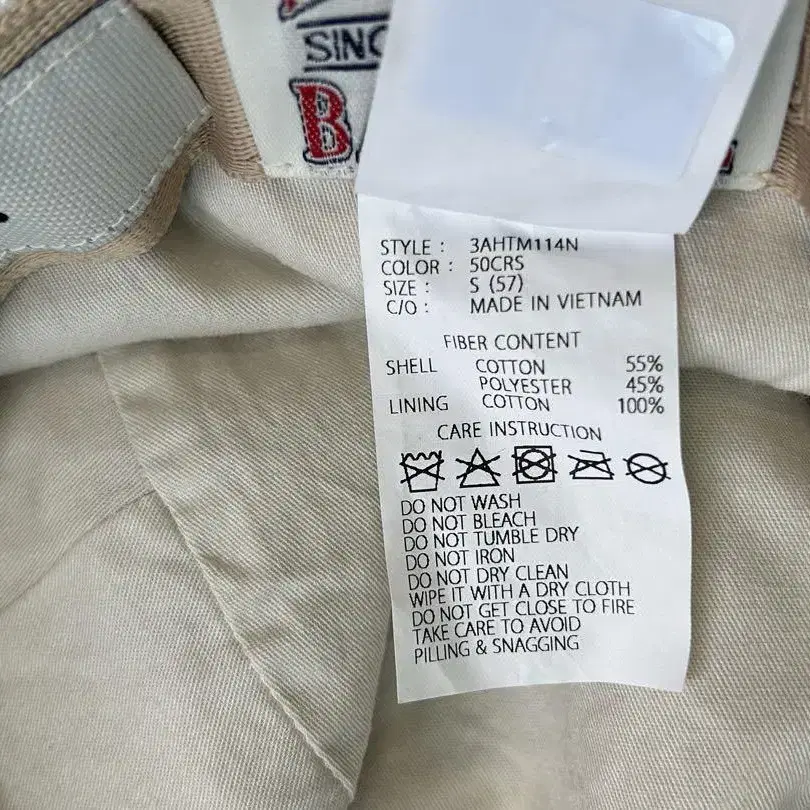 SINC
B
STYLE : 3AHTM114N
COLOR : 50CRS
SIZE : S (57)
C/O : MADE IN VIETNAM
FIBER CONTENT
SHELL COTTON 55%
POLYESTER 45%
LINING COTTON 100%
CARE INSTRUCTION
DO NOT WASH
DO NOT BLEACH
DO NOT TUMBLE DRY
DO NOT IRON
DO NOT DRY CLEAN
WIPE IT WITH A DRY CLOTH
DO NOT GET CLOSE TO FIRE
TAKE CARE TO AVOID
PILLING & SNAGGING